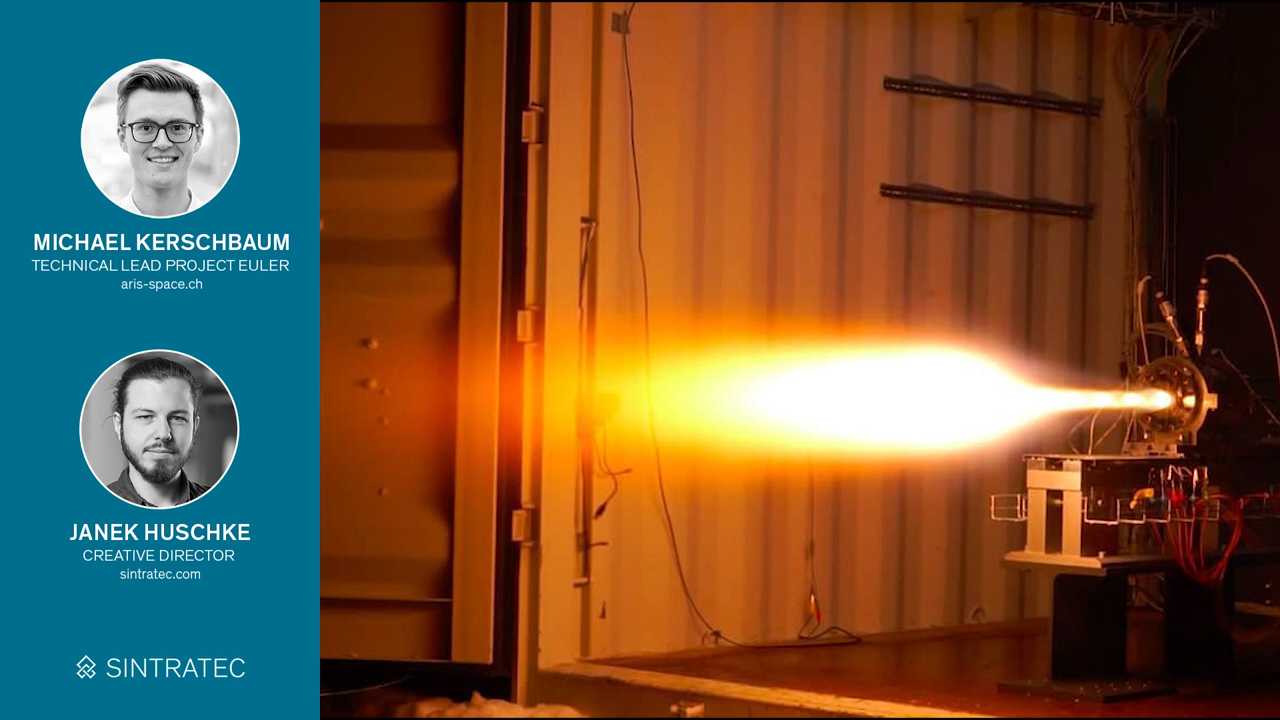 MICHAEL KERSCHBAUM
TECHNICAL LEAD PROJECT EULER
aris-space.ch
JANEK HUSCHKE
CREATIVE DIRECTOR
sintratec.com
SINTRATEC